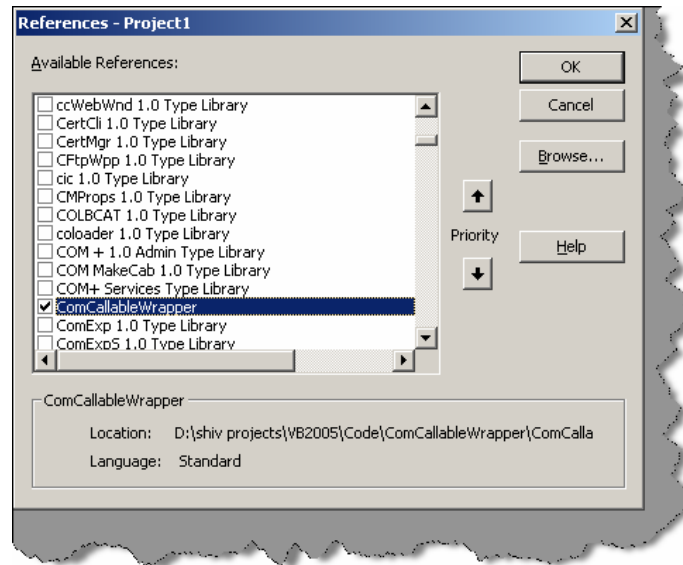 References - Project1
Available References:
OK
Cancel
Browse...
Help
ccWebWnd 1.0 Type Library
CertCli 1.0 Type Library
CertMgr 1.0 Type Library
CFtpWpp 1.0 Type Library
cic 1.0 Type Library
CMProps 1.0 Type Library
COLBCAT 1.0 Type Library
coloader 1.0 Type Library
COM + 1.0 Admin Type Library
COM MakeCab 1.0 Type Library
COM+ Services Type Library
ComCallableWrapper
ComExp 1.0 Type Library
ComExpS 1.0 Type Library
Priority
ComCallableWrapper
Location: D:\shiv projects\VB2005\Code\ComCallableWrapper\ComCalla
Language: Standard